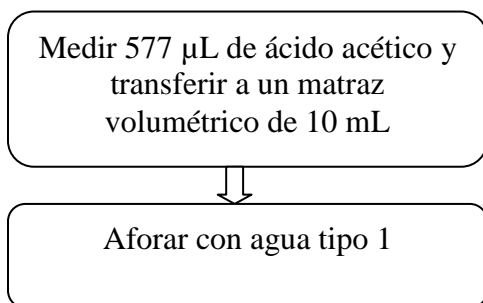 Medir 577 µL de ácido acético y
transferir a un matraz
volumétrico de 10 mL
Aforar con agua tipo 1